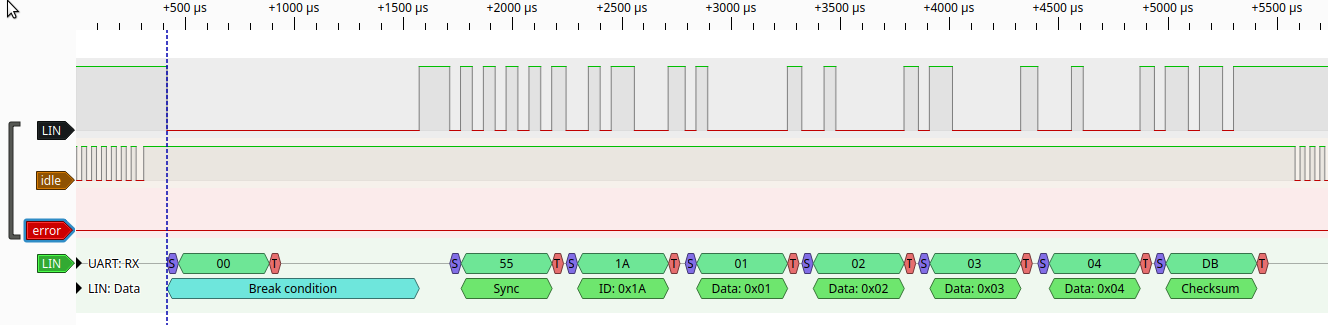 +500 µs +1000 µs +1500 µs +2000 µs +2500 µs +3000 µs +3500 µs +4000 µs +4500 µs +5000 µs +5500 µs
LIN
idle
error
LIN UART: RX S 00 T S 55 T S 1A T S 01 T S 02 T S 03 T S 04 T S DB T
LIN: Data Break condition Sync ID: 0x1A Data: 0x01 Data: 0x02 Data: 0x03 Data: 0x04 Checksum